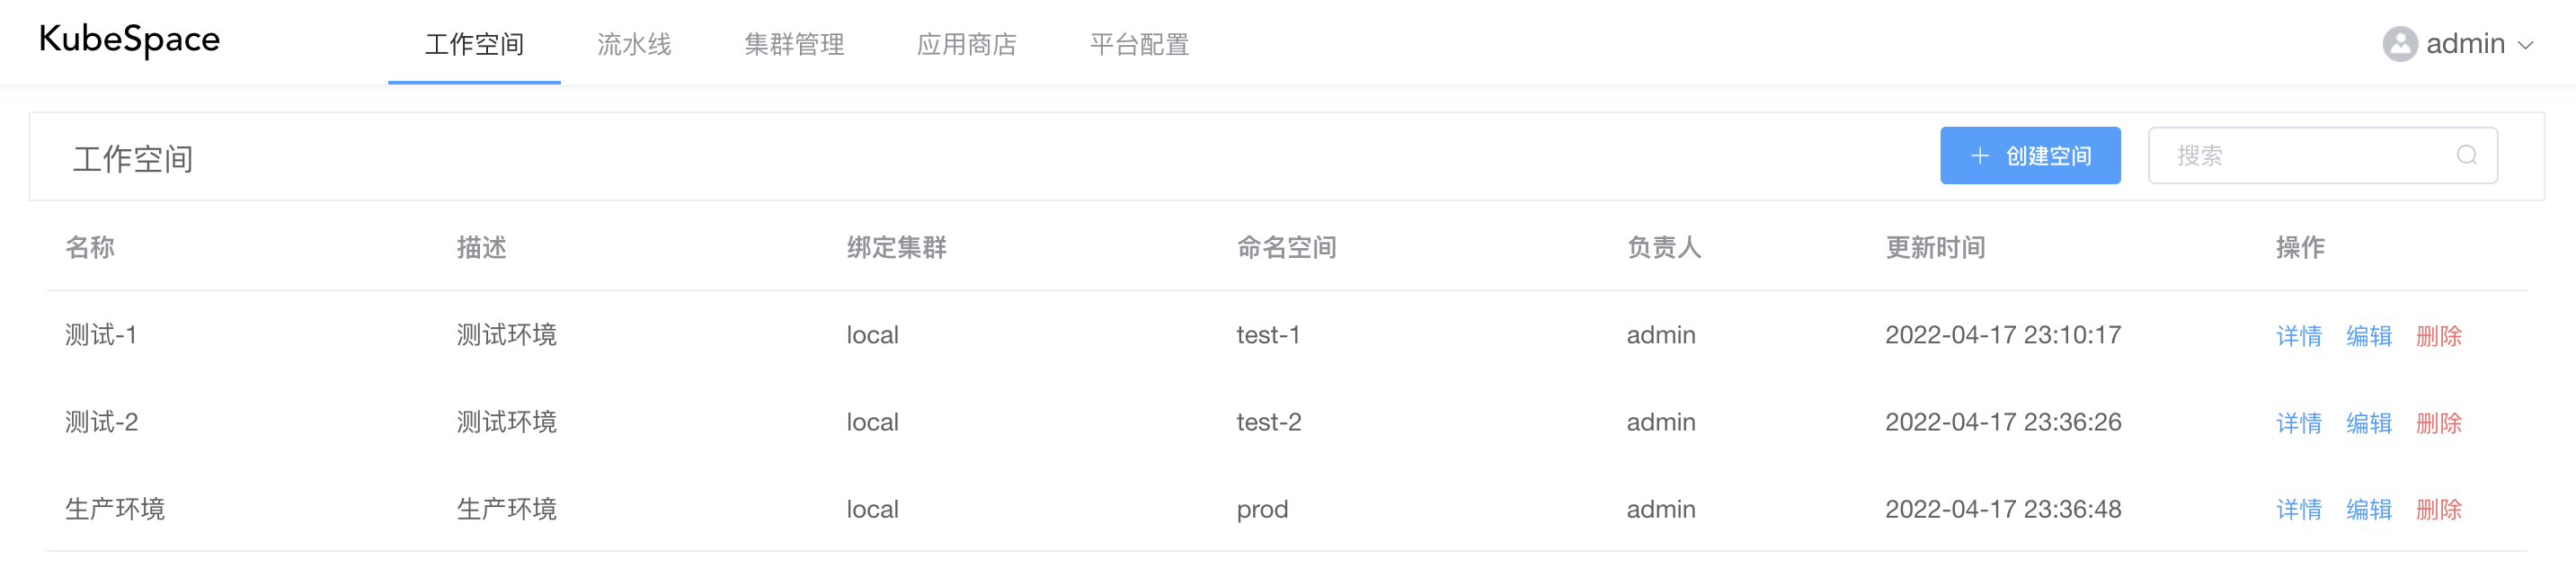 KubeSpace 工作空间 流水线 集群管理 应用商店 平台配置 admin
工作空间 创建空间 搜索
名称 描述 绑定集群 命名空间 负责人 更新时间 操作
测试-1 测试环境 local test-1 admin 2022-04-17 23:10:17 详情 编辑 删除
测试-2 测试环境 local test-2 admin 2022-04-17 23:36:26 详情 编辑 删除
生产环境 生产环境 local prod admin 2022-04-17 23:36:48 详情 编辑 删除